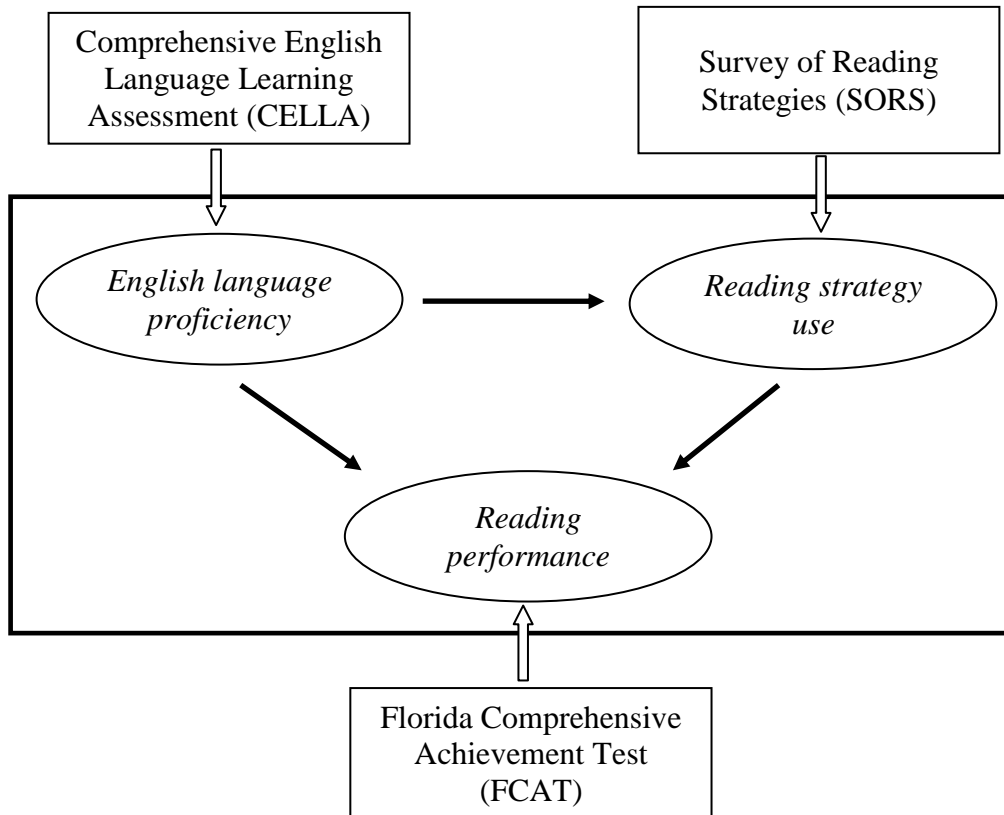 Comprehensive English
Language Learning
Assessment (CELLA)
Survey of Reading
Strategies (SORS)
English language
proficiency
Reading strategy
use
Reading
performance
Florida Comprehensive
Achievement Test
(FCAT)